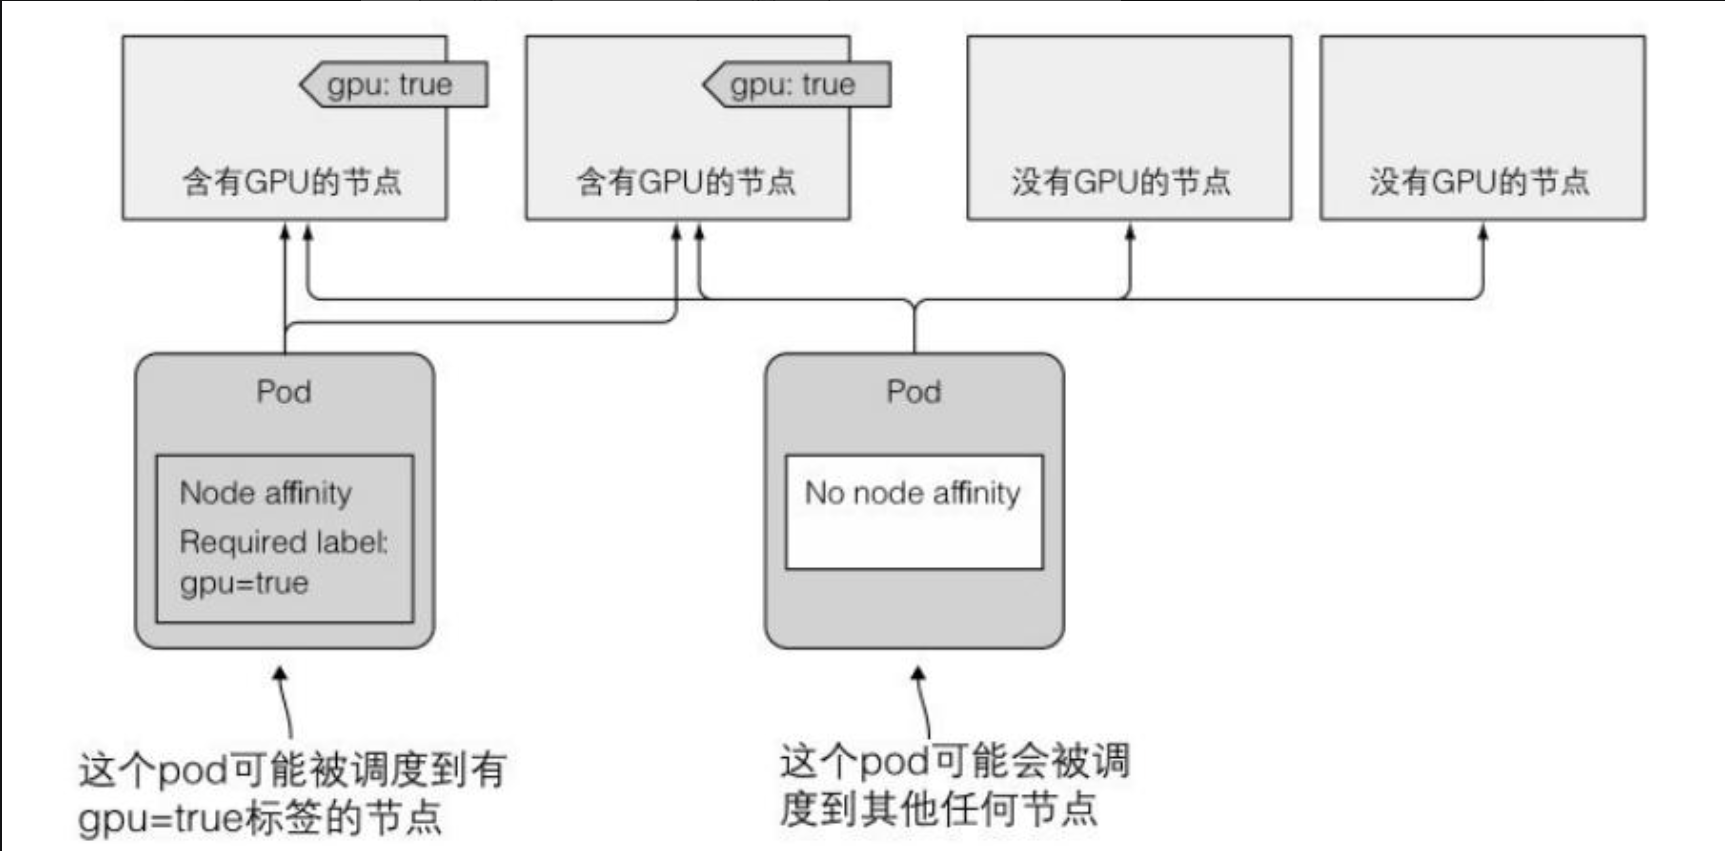 gpu: true
gpu: true
含有GPU的节点
含有GPU的节点
没有GPU的节点
没有GPU的节点
Pod
Node affinity
Required label:
gpu=true
Pod
No node affinity
这个pod可能被调度到有
gpu=true标签的节点
这个pod可能会被调
度到其他任何节点